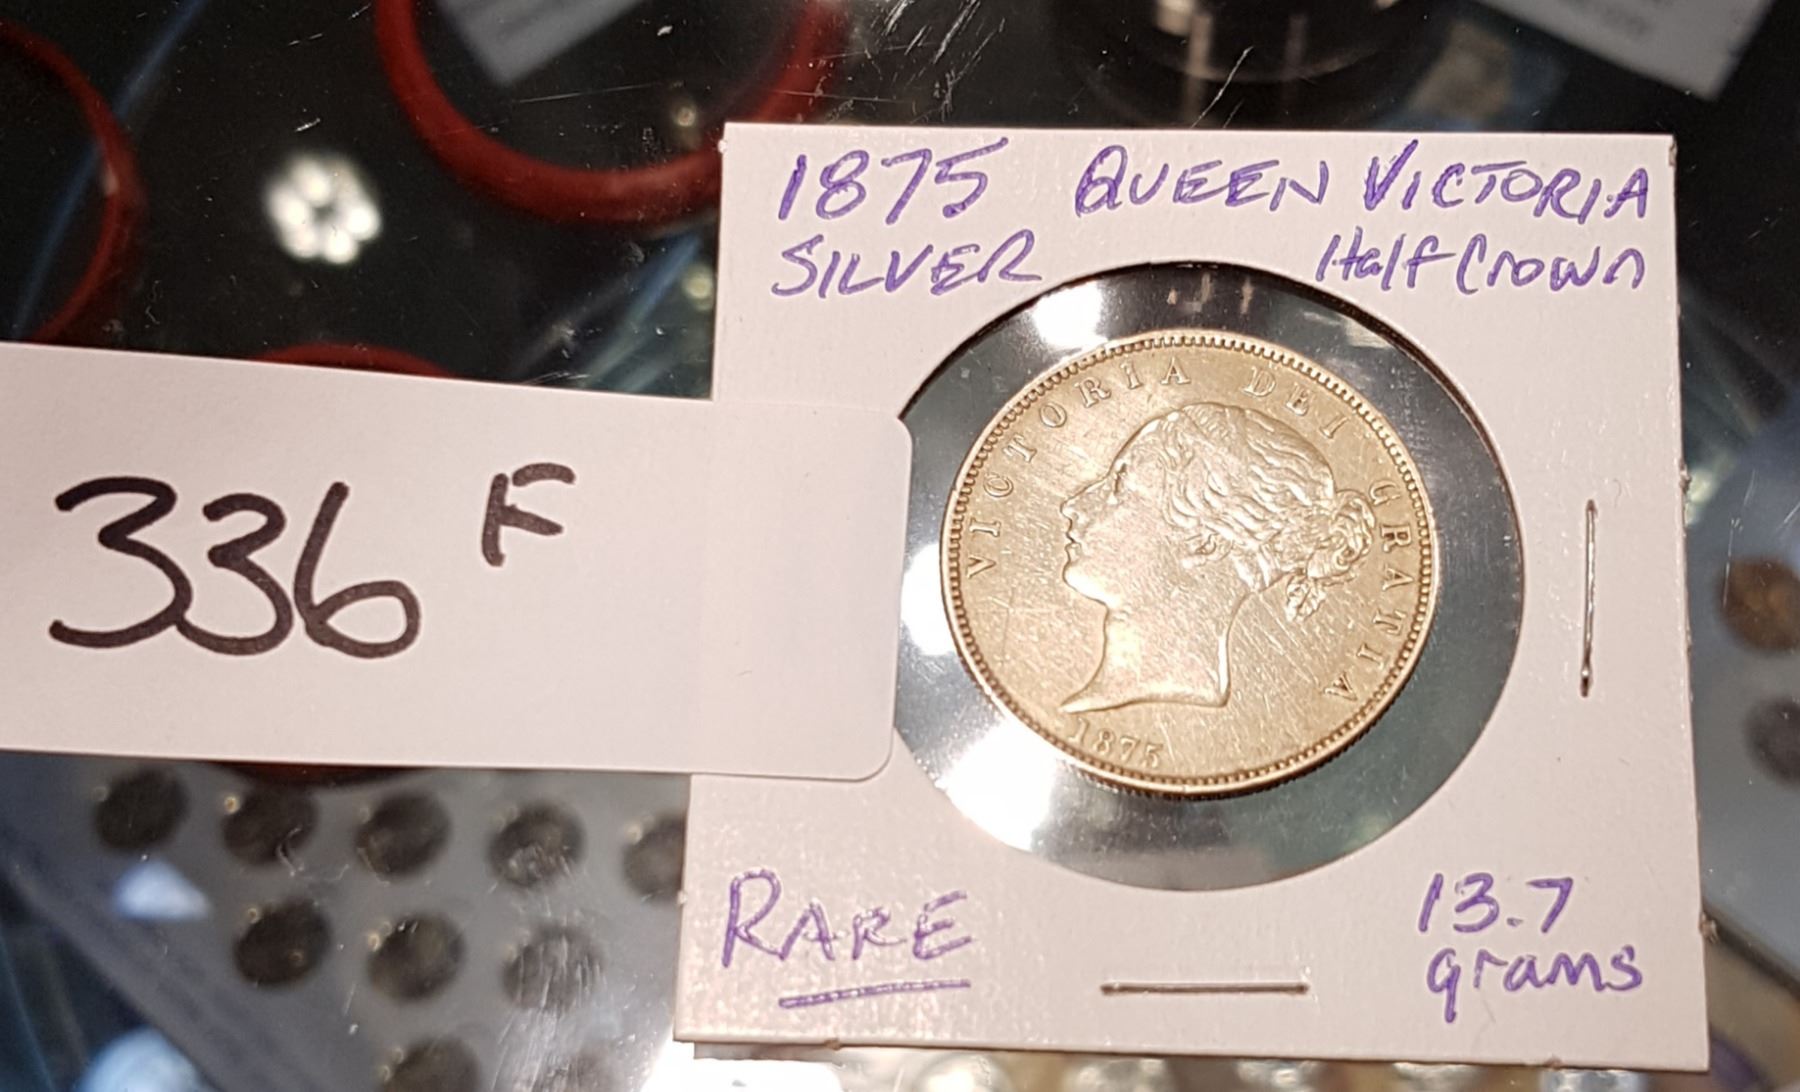 1875 QUEEN VICTORIA
SILVER Half Crown
VICTORIA DEI GRATIA
1875
336 F
RARE
13.7
grams